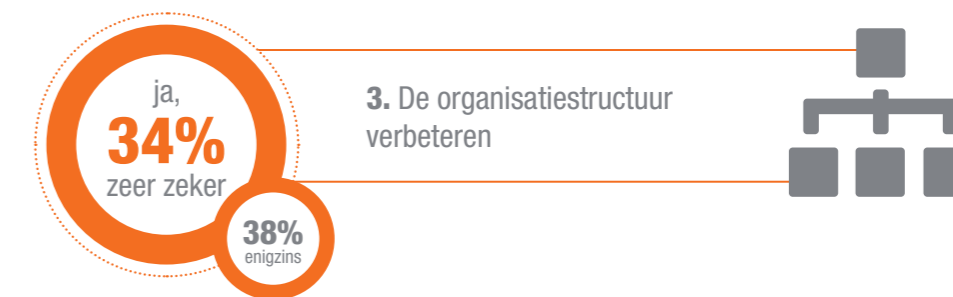 ja,
34%
zeer zeker
38%
enigzins
3. De organisatiestructuur
verbeteren